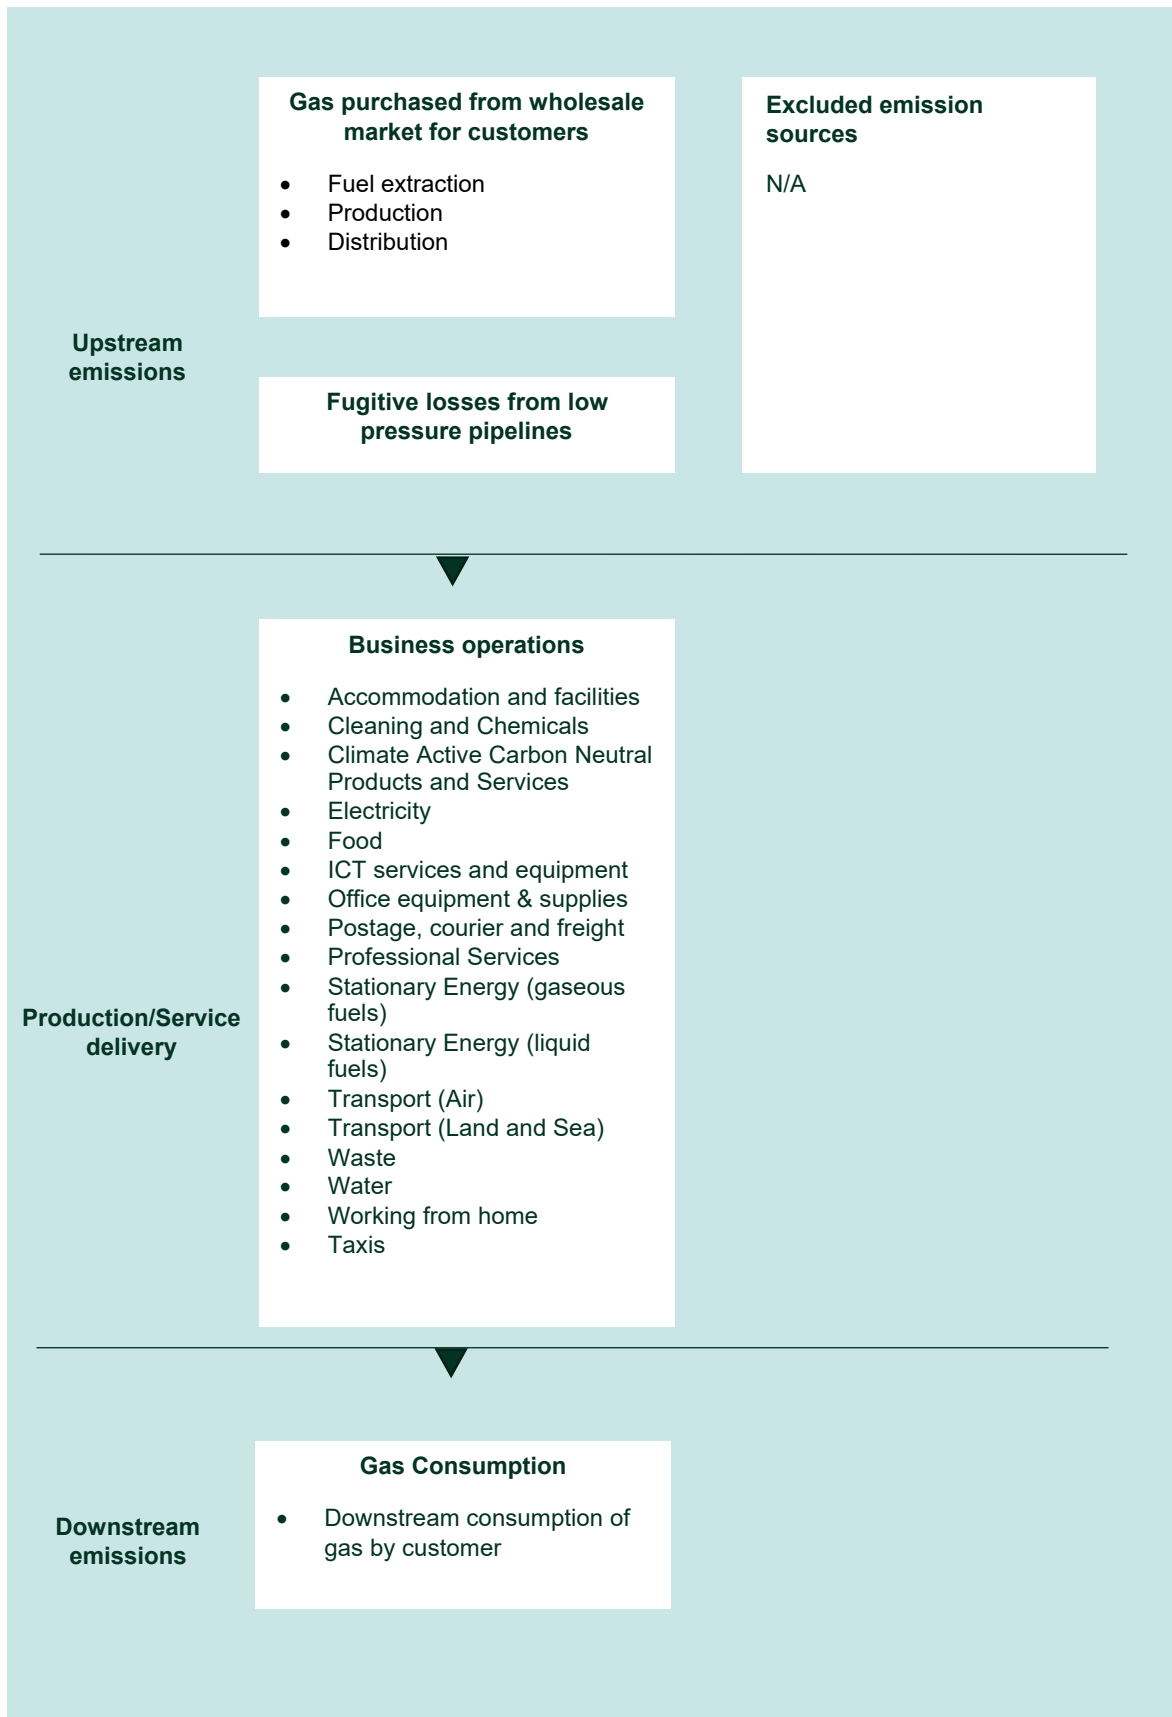 Gas purchased from wholesale
market for customers
• Fuel extraction
• Production
• Distribution
Excluded emission
sources
N/A
Upstream
emissions
Fugitive losses from low
pressure pipelines
Business operations
• Accommodation and facilities
• Cleaning and Chemicals
• Climate Active Carbon Neutral
Products and Services
• Electricity
• Food
• ICT services and equipment
• Office equipment & supplies
• Postage, courier and freight
• Professional Services
• Stationary Energy (gaseous
fuels)
• Stationary Energy (liquid
fuels)
• Transport (Air)
• Transport (Land and Sea)
• Waste
• Water
• Working from home
• Taxis
Production/Service
delivery
Gas Consumption
• Downstream consumption of
gas by customer
Downstream
emissions